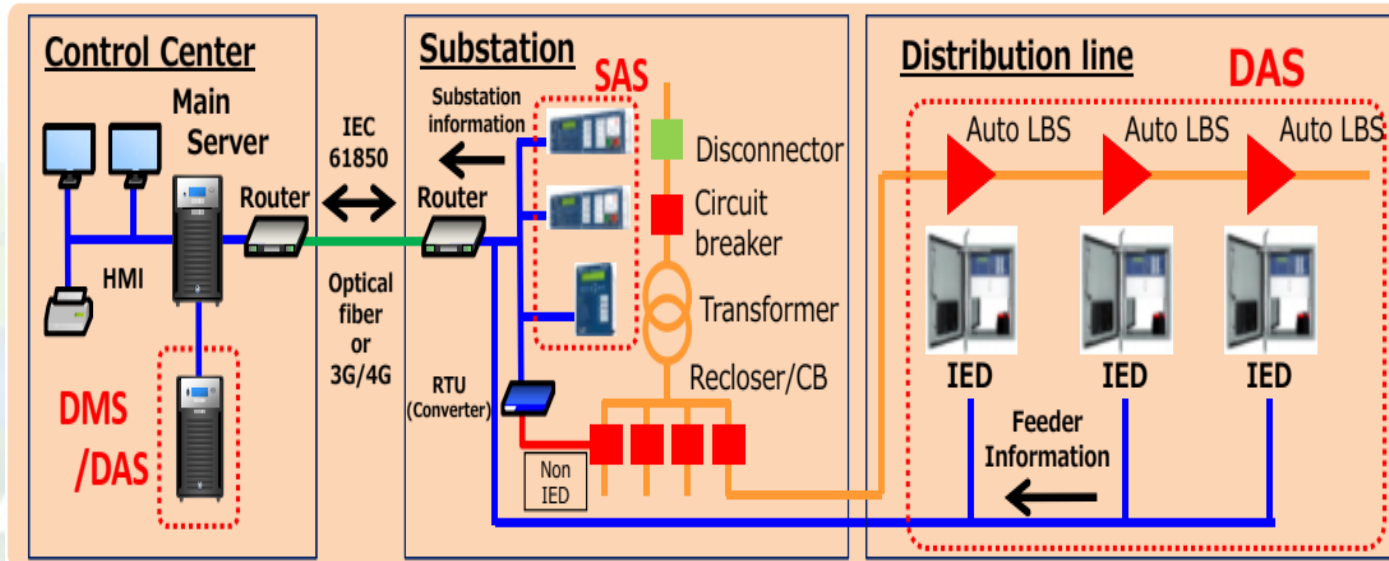 Control Center
Main
Server
Router
HMI
DMS
/DAS
IEC
61850
Optical
fiber
or
3G/4G
Substation
SAS
Substation
information
Router
RTU
(Converter)
Non
IED
Disconnector
Circuit
breaker
Transformer
Recloser/CB
Distribution line
DAS
Auto LBS
Auto LBS
Auto LBS
IED
IED
IED
Feeder
Information